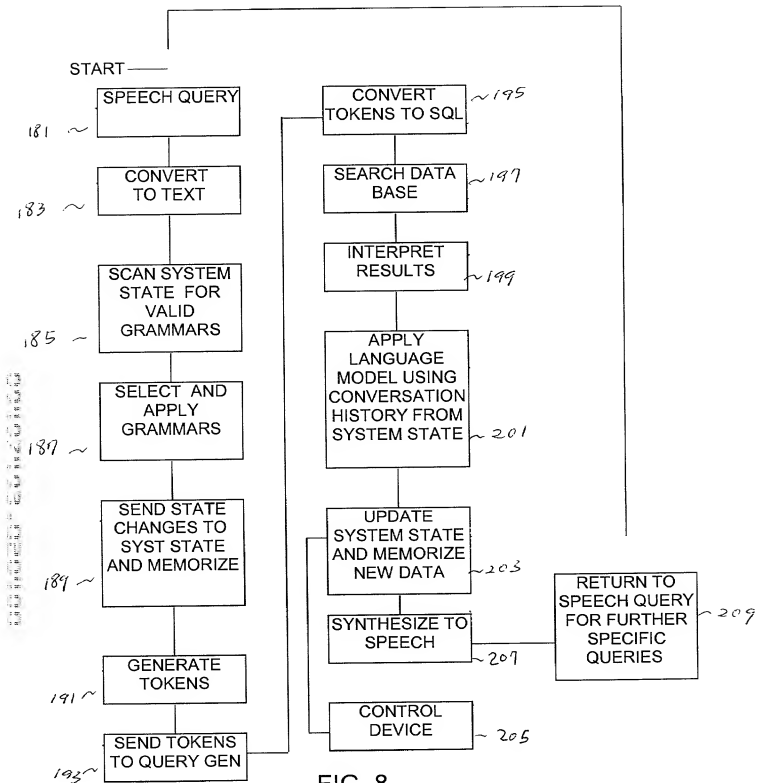 START
SPEECH QUERY
181
CONVERT
TO TEXT
183
SCAN SYSTEM
STATE FOR
VALID
GRAMMARS
185
SELECT AND
APPLY
GRAMMARS
187
SEND STATE
CHANGES TO
SYST STATE
AND MEMORIZE
189
GENERATE
TOKENS
191
SEND TOKENS
TO QUERY GEN
193
CONVERT
TOKENS TO SQL
195
SEARCH DATA
BASE
197
INTERPRET
RESULTS
199
APPLY
LANGUAGE
MODEL USING
CONVERSATION
HISTORY FROM
SYSTEM STATE
201
UPDATE
SYSTEM STATE
AND MEMORIZE
NEW DATA
203
SYNTHESIZE TO
SPEECH
207
CONTROL
DEVICE
205
RETURN TO
SPEECH QUERY
FOR FURTHER
SPECIFIC
QUERIES
209
FIG. 8